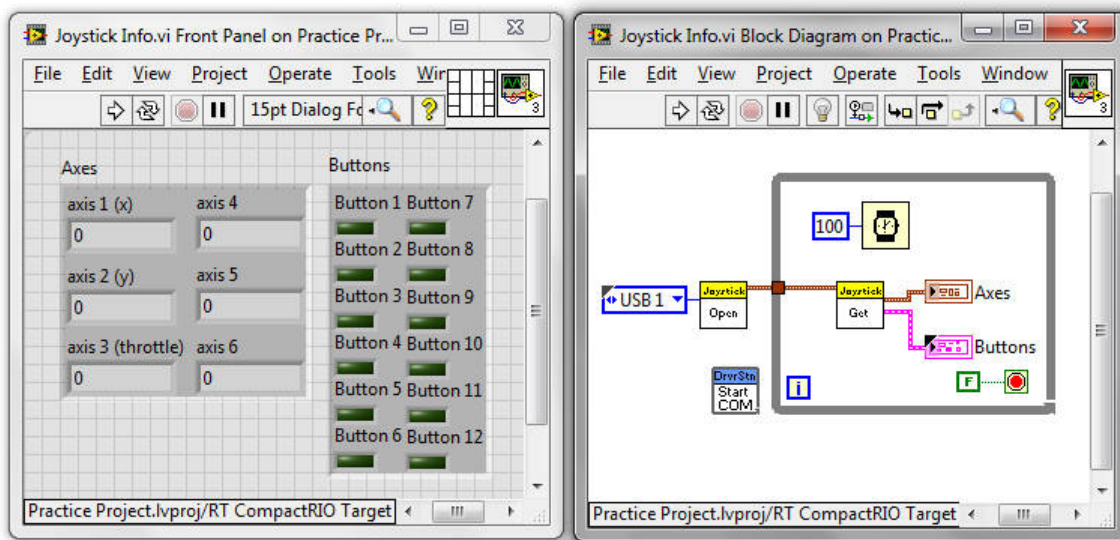 Joystick Info.vi Front Panel on Practice Pr...
File Edit View Project Operate Tools Wir
15pt Dialog Fo
3
Axes
axis 1 (x) axis 4
0 0
axis 2 (y) axis 5
0 0
axis 3 (throttle) axis 6
0 0
Buttons
Button 1 Button 7
Button 2 Button 8
Button 3 Button 9
Button 4 Button 10
Button 5 Button 11
Button 6 Button 12
Practice Project.lvproj/RT CompactRIO Target
Joystick Info.vi Block Diagram on Practic...
File Edit View Project Operate Tools Window
3
100
USB 1
Joystick
Open
Joystick
Get
Axes
Buttons
DrvrStn
Start
COM
i
F
Practice Project.lvproj/RT CompactRIO Target